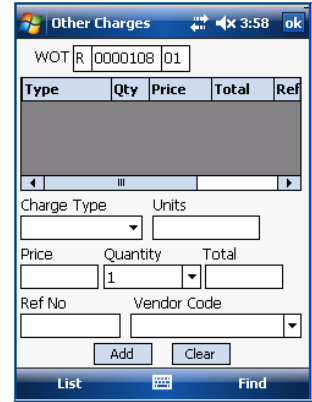 Other Charges 3:58 ok
WOT R 0000108 01
Type Qty Price Total Ref
Charge Type Units
Price Quantity Total
1
Ref No Vendor Code
Add Clear
List Find